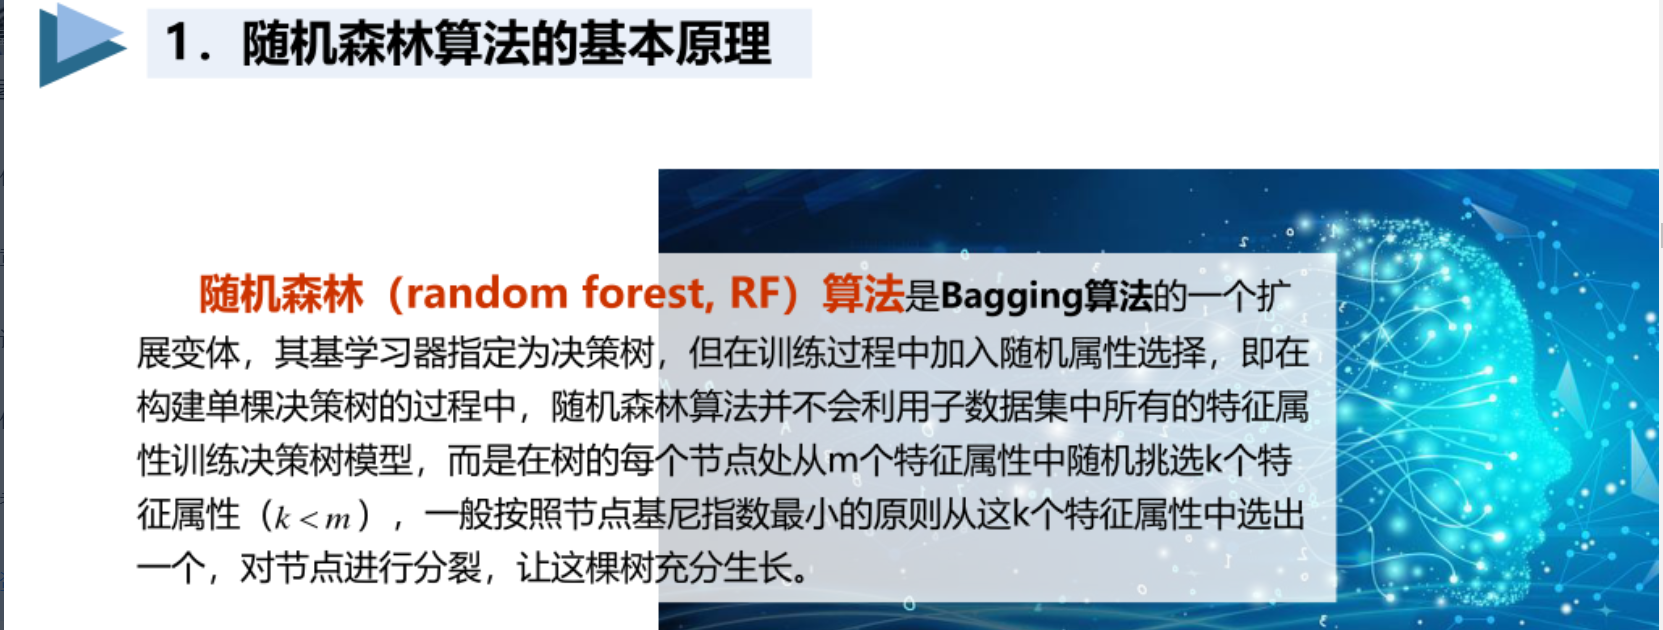 1. 随机森林算法的基本原理
随机森林（random forest, RF）算法是Bagging算法的一个扩
展变体，其基学习器指定为决策树，但在训练过程中加入随机属性选择，即在
构建单棵决策树的过程中，随机森林算法并不会利用子数据集中所有的特征属
性训练决策树模型，而是在树的每个节点处从m个特征属性中随机挑选k个特
征属性（k < m），一般按照节点基尼指数最小的原则从这k个特征属性中选出
一个，对节点进行分裂，让这棵树充分生长。